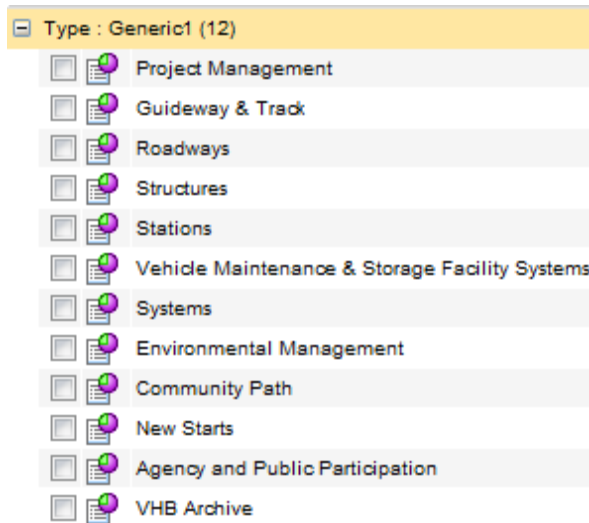 Type : Generic1 (12)
Project Management
Guideway & Track
Roadways
Structures
Stations
Vehicle Maintenance & Storage Facility Systems
Systems
Environmental Management
Community Path
New Starts
Agency and Public Participation
VHB Archive